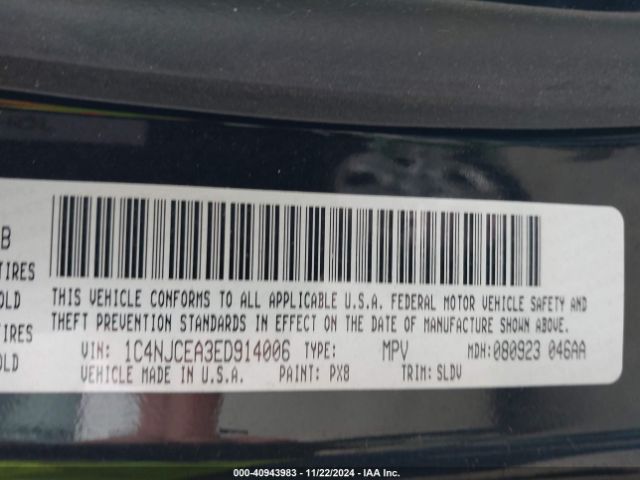 B
TIRES
THIS VEHICLE CONFORMS TO ALL APPLICABLE U.S.A. FEDERAL MOTOR VEHICLE SAFETY AND
OLD
THEFT PREVENTION STANDARDS IN EFFECT ON THE DATE OF MANUFACTURE SHOWN ABOVE.
TIRES
VIN: 1C4NJCEA3ED914006 TYPE: MPV MDH:080923 046AA
OLD
VEHICLE MADE IN U.S.A. PAINT: PX8 TRIM: SLDV
000-40943983 - 11/22/2024 - IAA Inc.